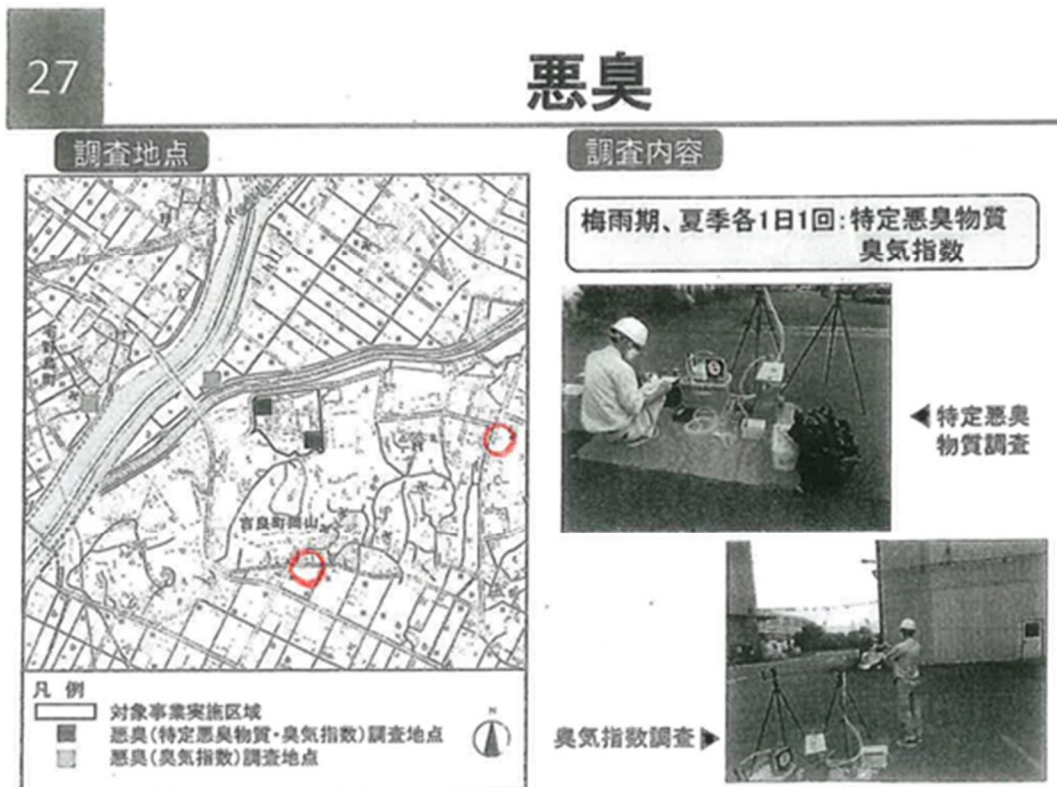 27
悪臭
調査地点
調査内容
梅雨期、夏季各1日1回:特定悪臭物質
臭気指数
吉良町岡山
◀特定悪臭
物質調査
臭気指数調査▶
凡 例
対象事業実施区域
悪臭(特定悪臭物質・臭気指数)調査地点
悪臭(臭気指数)調査地点
N